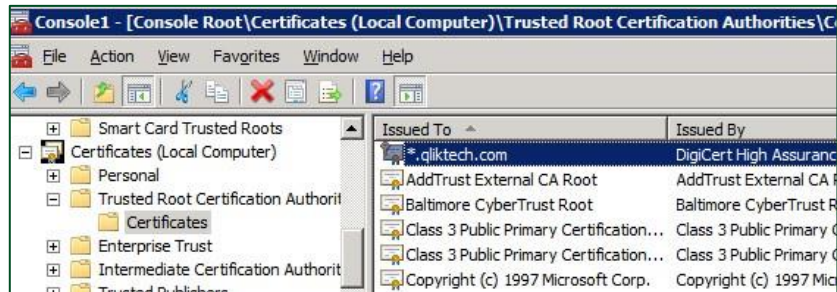 Console1 - [Console Root\Certificates (Local Computer)\Trusted Root Certification Authorities\C
File Action View Favorites Window Help
Smart Card Trusted Roots
Certificates (Local Computer)
Personal
Trusted Root Certification Authorit
Certificates
Enterprise Trust
Intermediate Certification Authorit
Trusted Publishers
Issued To Issued By
*.qliktech.com DigiCert High Assuranc
AddTrust External CA Root AddTrust External CA
Baltimore CyberTrust Root Baltimore CyberTrust R
Class 3 Public Primary Certification... Class 3 Public Primary
Class 3 Public Primary Certification... Class 3 Public Primary
Copyright (c) 1997 Microsoft Corp. Copyright (c) 1997 Mic